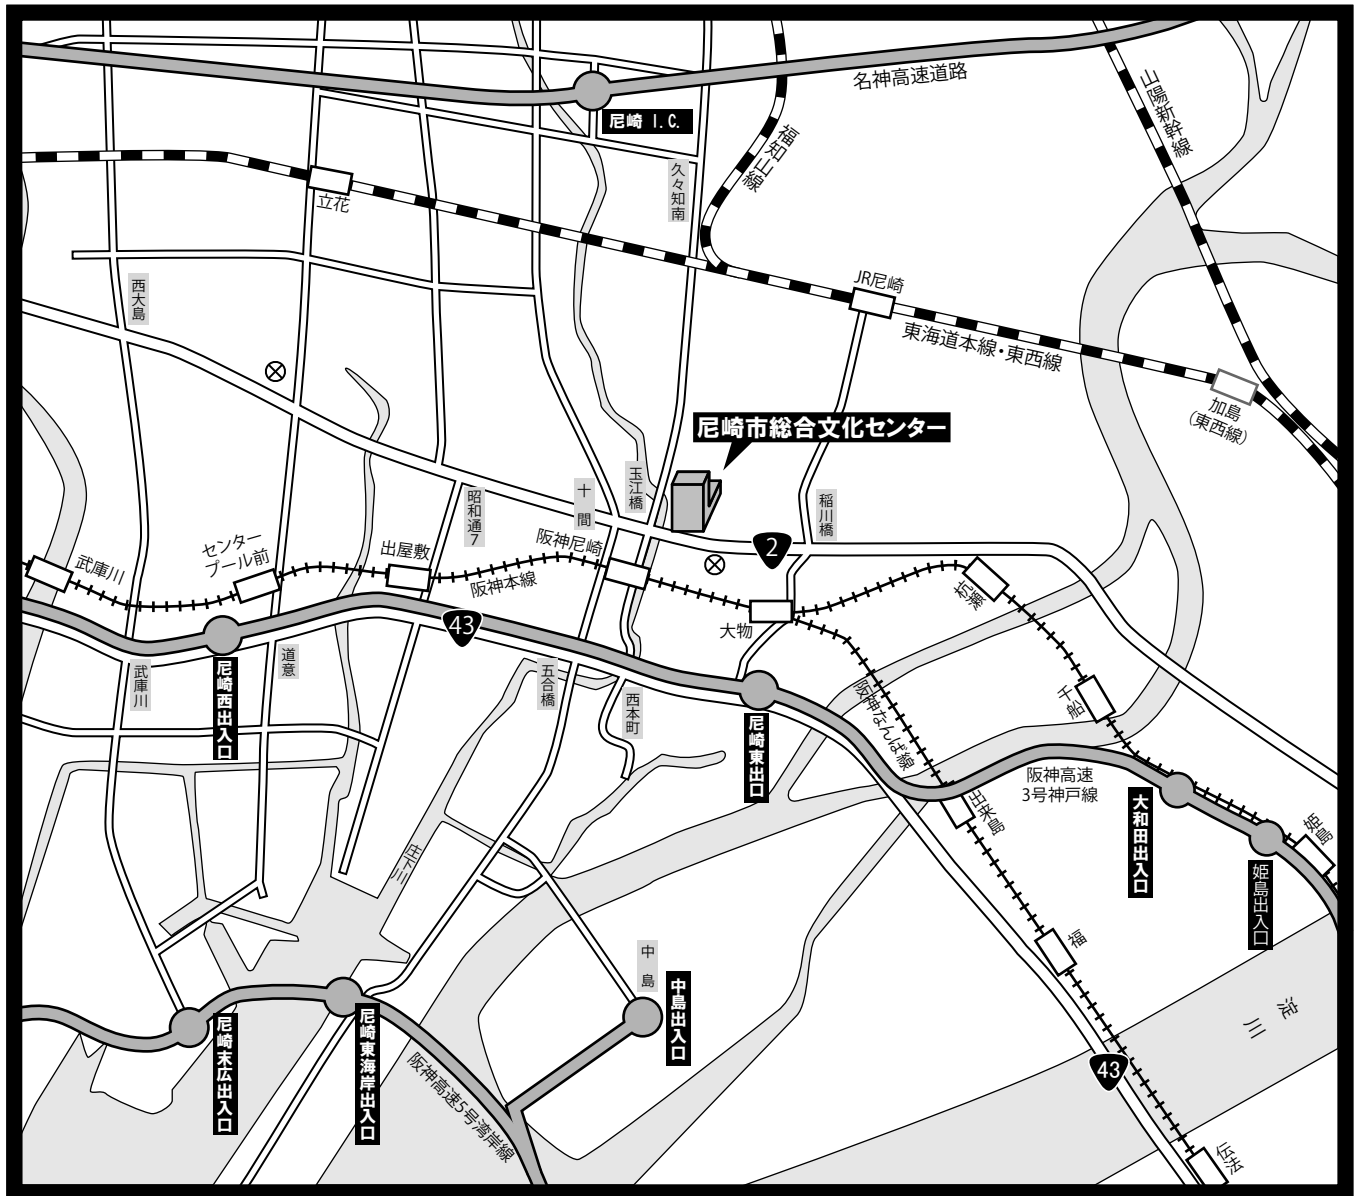 名神高速道路
山陽新幹線
尼崎 I.C.
福知山線
久々知南
立花
西大島
JR尼崎
東海道本線・東西線
加島
(東西線)
尼崎市総合文化センター
玉江橋
十間
昭和通7
稲川橋
2
センター
プール前
出屋敷
阪神尼崎
武庫川
阪神本線
杭瀬
43
大物
道意
武庫川
尼崎西出入口
五合橋
西本町
阪神なんば線
千船
尼崎東出口
阪神高速
3号神戸線
出来島
大和田出入口
姫島
庄下川
姫島出入口
福
中島
中島出入口
淀川
尼崎末広出入口
尼崎東海岸出入口
阪神高速5号湾岸線
43
伝法